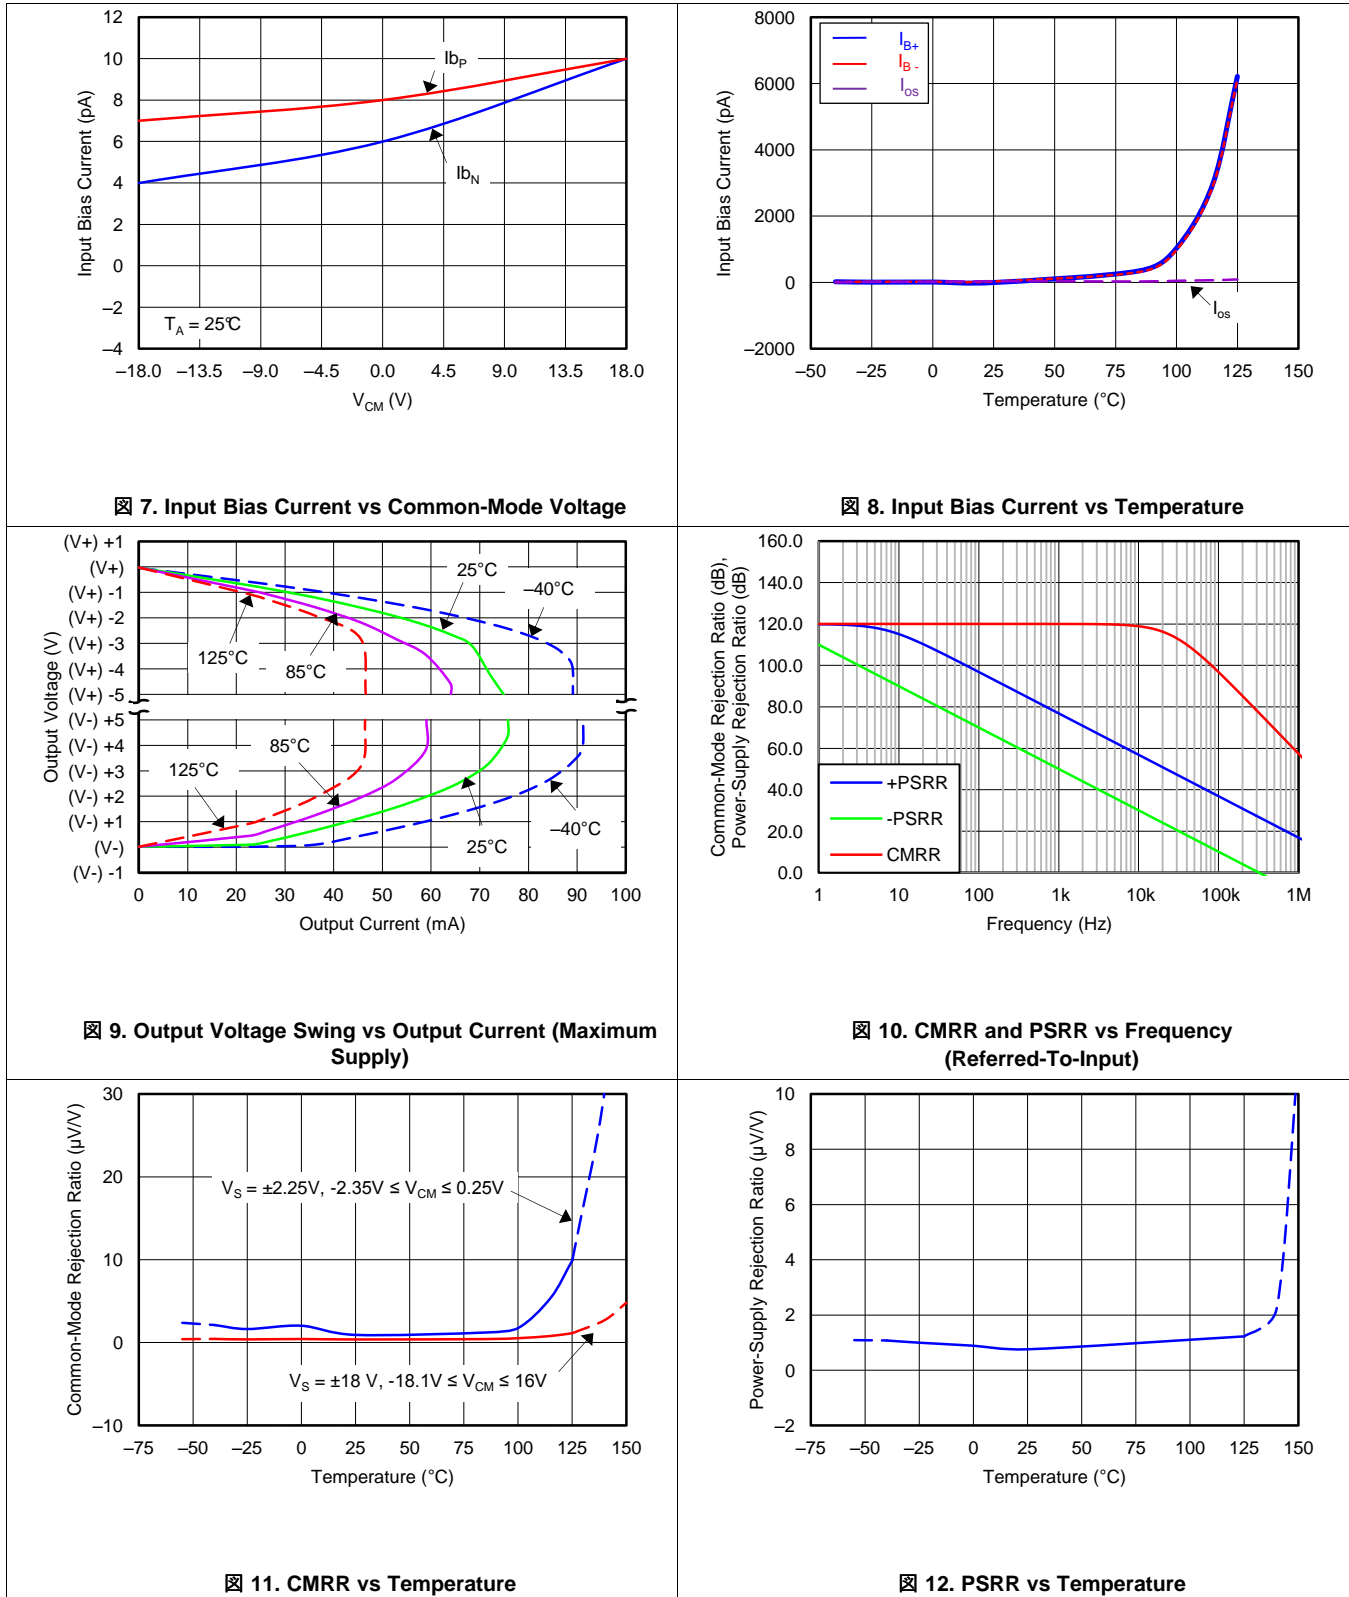 12
10
8
6
4
2
0
–2
–4
Input Bias Current (pA)
Ib_P
Ib_N
T_A = 25°C
–18.0 –13.5 –9.0 –4.5 0.0 4.5 9.0 13.5 18.0
V_CM (V)
図 7. Input Bias Current vs Common-Mode Voltage
8000
6000
4000
2000
0
–2000
Input Bias Current (pA)
I_B+
I_B -
I_os
I_os
–50 –25 0 25 50 75 100 125 150
Temperature (°C)
図 8. Input Bias Current vs Temperature
(V+) +1
(V+)
(V+) -1
(V+) -2
(V+) -3
(V+) -4
(V+) -5
(V-) +5
(V-) +4
(V-) +3
(V-) +2
(V-) +1
(V-)
(V-) -1
Output Voltage (V)
25°C
–40°C
125°C
85°C
85°C
125°C
–40°C
25°C
0 10 20 30 40 50 60 70 80 90 100
Output Current (mA)
図 9. Output Voltage Swing vs Output Current (Maximum
Supply)
160.0
140.0
120.0
100.0
80.0
60.0
40.0
20.0
0.0
Common-Mode Rejection Ratio (dB),
Power-Supply Rejection Ratio (dB)
+PSRR
-PSRR
CMRR
1 10 100 1k 10k 100k 1M
Frequency (Hz)
図 10. CMRR and PSRR vs Frequency
(Referred-To-Input)
30
20
10
0
–10
Common-Mode Rejection Ratio (µV/V)
V_S = ±2.25V, -2.35V ≤ V_CM ≤ 0.25V
V_S = ±18 V, -18.1V ≤ V_CM ≤ 16V
–75 –50 –25 0 25 50 75 100 125 150
Temperature (°C)
図 11. CMRR vs Temperature
10
8
6
4
2
0
–2
Power-Supply Rejection Ratio (µV/V)
–75 –50 –25 0 25 50 75 100 125 150
Temperature (°C)
図 12. PSRR vs Temperature